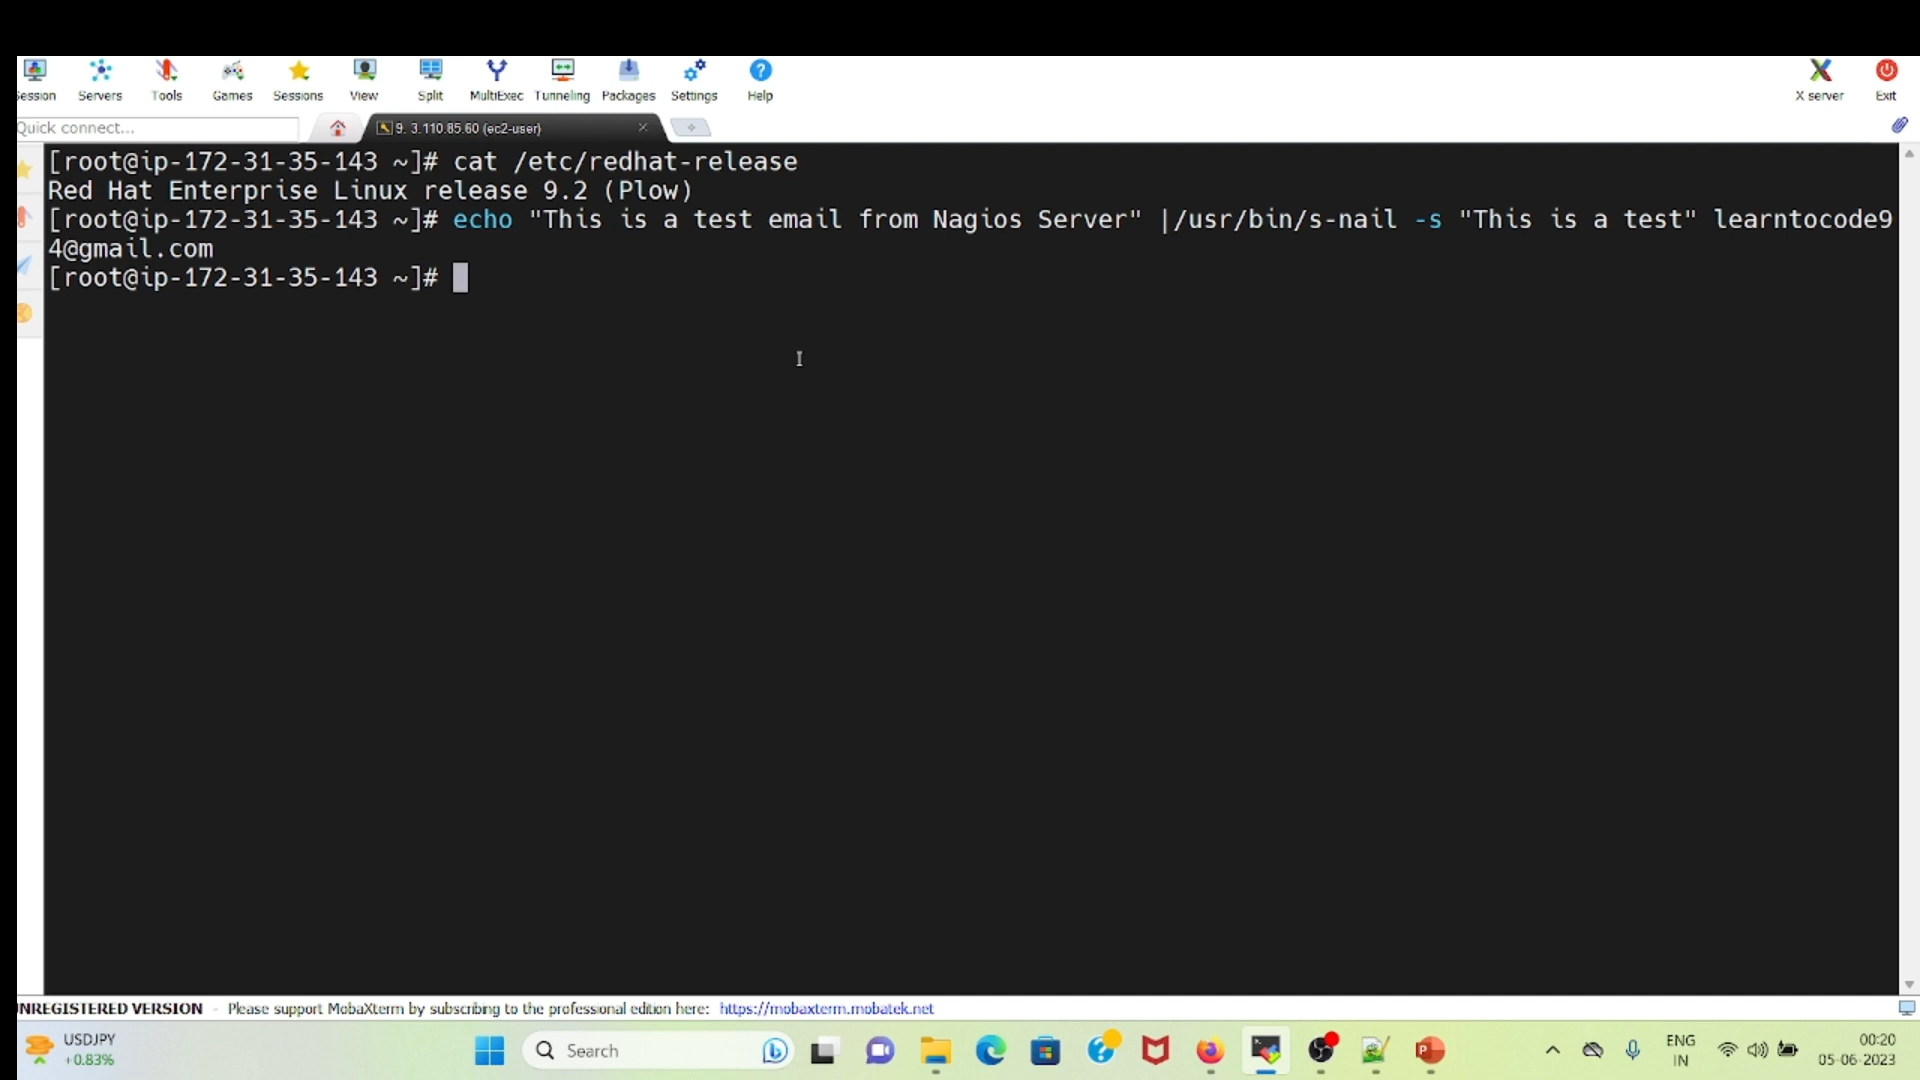 ession Servers Tools Games Sessions View Split MultiExec Tunneling Packages Settings Help X server Exit
Quick connect... 9. 3.110.85.60 (ec2-user)
[root@ip-172-31-35-143 ~]# cat /etc/redhat-release
Red Hat Enterprise Linux release 9.2 (Plow)
[root@ip-172-31-35-143 ~]# echo "This is a test email from Nagios Server" |/usr/bin/s-nail -s "This is a test" learntocode9
4@gmail.com
[root@ip-172-31-35-143 ~]#
NREGISTERED VERSION - Please support MobaXterm by subscribing to the professional edition here: https://mobaxterm.mobatek.net
USDJPY
+0.83%
Search
ENG
IN
00:20
05-06-2023